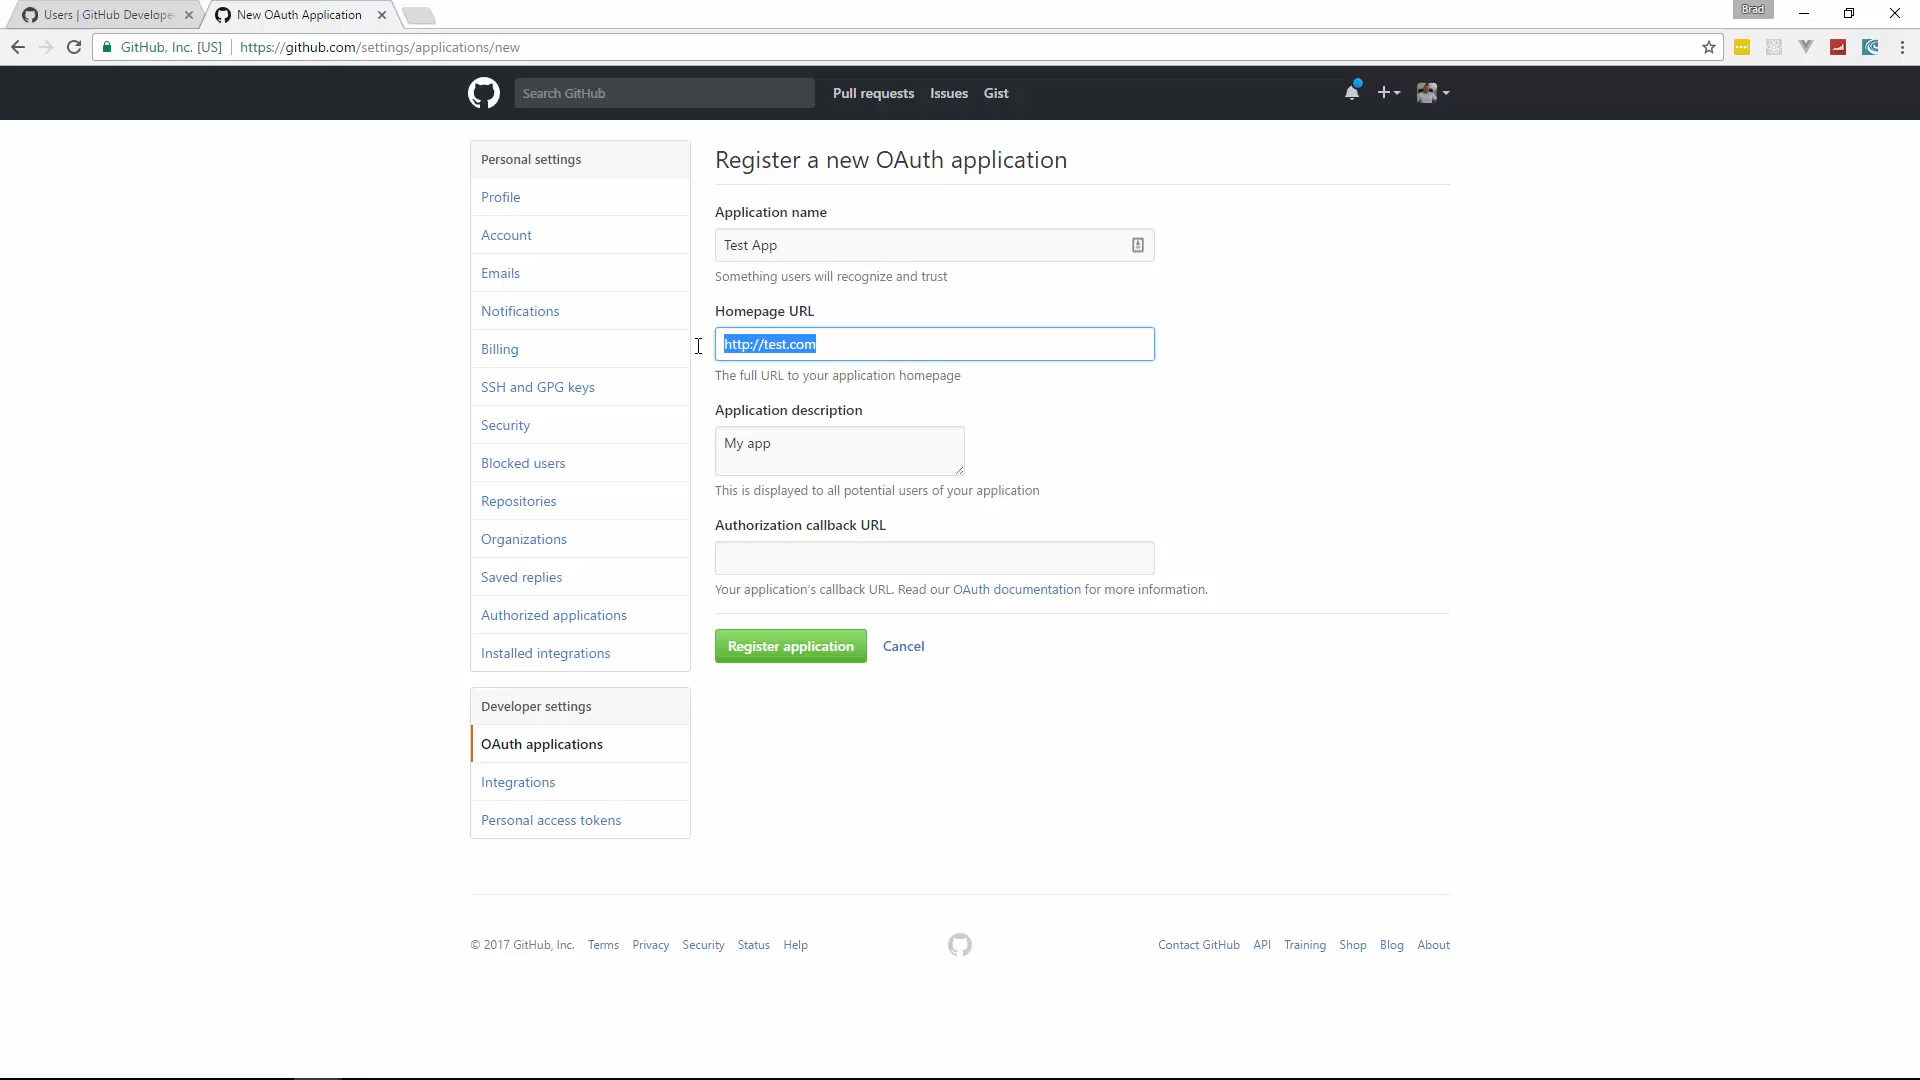 Users | GitHub Develope
New OAuth Application
Brad
GitHub, Inc. [US]
https://github.com/settings/applications/new
Search GitHub
Pull requests
Issues
Gist
Personal settings
Profile
Account
Emails
Notifications
Billing
SSH and GPG keys
Security
Blocked users
Repositories
Organizations
Saved replies
Authorized applications
Installed integrations
Developer settings
OAuth applications
Integrations
Personal access tokens
Register a new OAuth application
Application name
Test App
Something users will recognize and trust
Homepage URL
http://test.com
The full URL to your application homepage
Application description
My app
This is displayed to all potential users of your application
Authorization callback URL
Your application’s callback URL. Read our OAuth documentation for more information.
Register application
Cancel
© 2017 GitHub, Inc. Terms Privacy Security Status Help
Contact GitHub API Training Shop Blog About